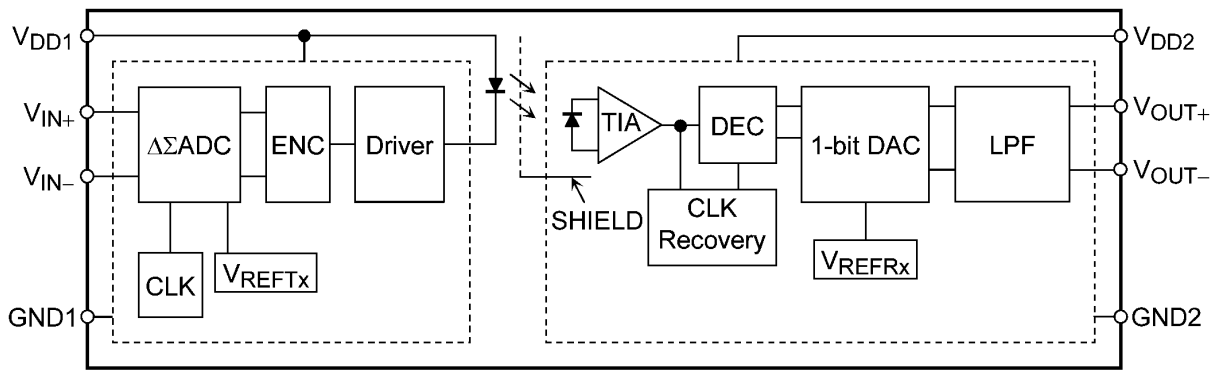 VDD1
VDD2
VIN+
VIN−
ΔΣADC
ENC
Driver
TIA
DEC
1-bit DAC
LPF
VOUT+
VOUT−
SHIELD
CLK
Recovery
CLK
VREFTx
VREFRx
GND1
GND2